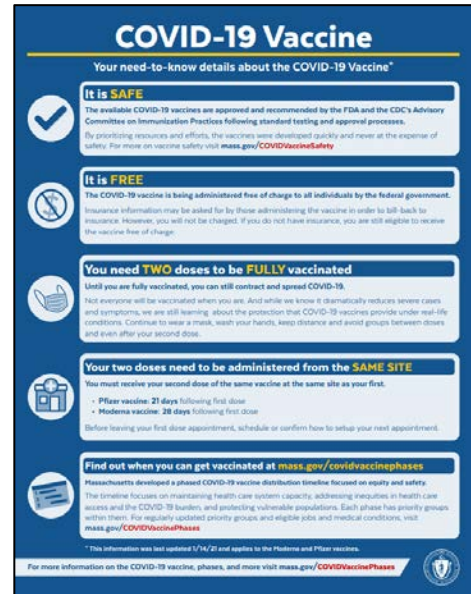 COVID-19 Vaccine
Your need-to-know details about the COVID-19 Vaccine*
It is SAFE
The available COVID-19 vaccines are approved and recommended by the FDA and the CDC's Advisory
Committee on Immunization Practices following standard testing and approval processes.
By prioritizing resources and efforts, the vaccines were developed quickly and never at the expense of
safety. For more on vaccine safety visit mass.gov/COVIDVaccineSafety
It is FREE
The COVID-19 vaccine is being administered free of charge to all individuals by the federal government.
Insurance information may be asked for by those administering the vaccine in order to bill-back to
insurance. However, you will not be charged. If you do not have insurance, you are still eligible to receive
the vaccine free of charge.
You need TWO doses to be FULLY vaccinated
Until you are fully vaccinated, you can still contract and spread COVID-19.
Not everyone will be vaccinated when you are. And while we know it dramatically reduces severe cases
and symptoms, we are still learning about the protection that COVID-19 vaccines provide under real-life
conditions. Continue to wear a mask, wash your hands, keep distance and avoid groups between doses
and even after your second dose.
Your two doses need to be administered from the SAME SITE
You must receive your second dose of the same vaccine at the same site as your first.
• Pfizer vaccine: 21 days following first dose
• Moderna vaccine: 28 days following first dose
Before leaving your first dose appointment, schedule or confirm how to setup your next appointment.
Find out when you can get vaccinated at mass.gov/covidvaccinephases
Massachusetts developed a phased COVID-19 vaccine distribution timeline focused on equity and safety.
The timeline focuses on maintaining health care system capacity, addressing inequities in health care
access and the COVID-19 burden, and protecting vulnerable populations. Each phase has priority groups
within them. For regularly updated priority groups and eligible jobs and medical conditions, visit
mass.gov/COVIDVaccinePhases
* This information was last updated 1/14/21 and applies to the Moderna and Pfizer vaccines.
For more information on the COVID-19 vaccine, phases, and more visit mass.gov/COVIDVaccinePhases